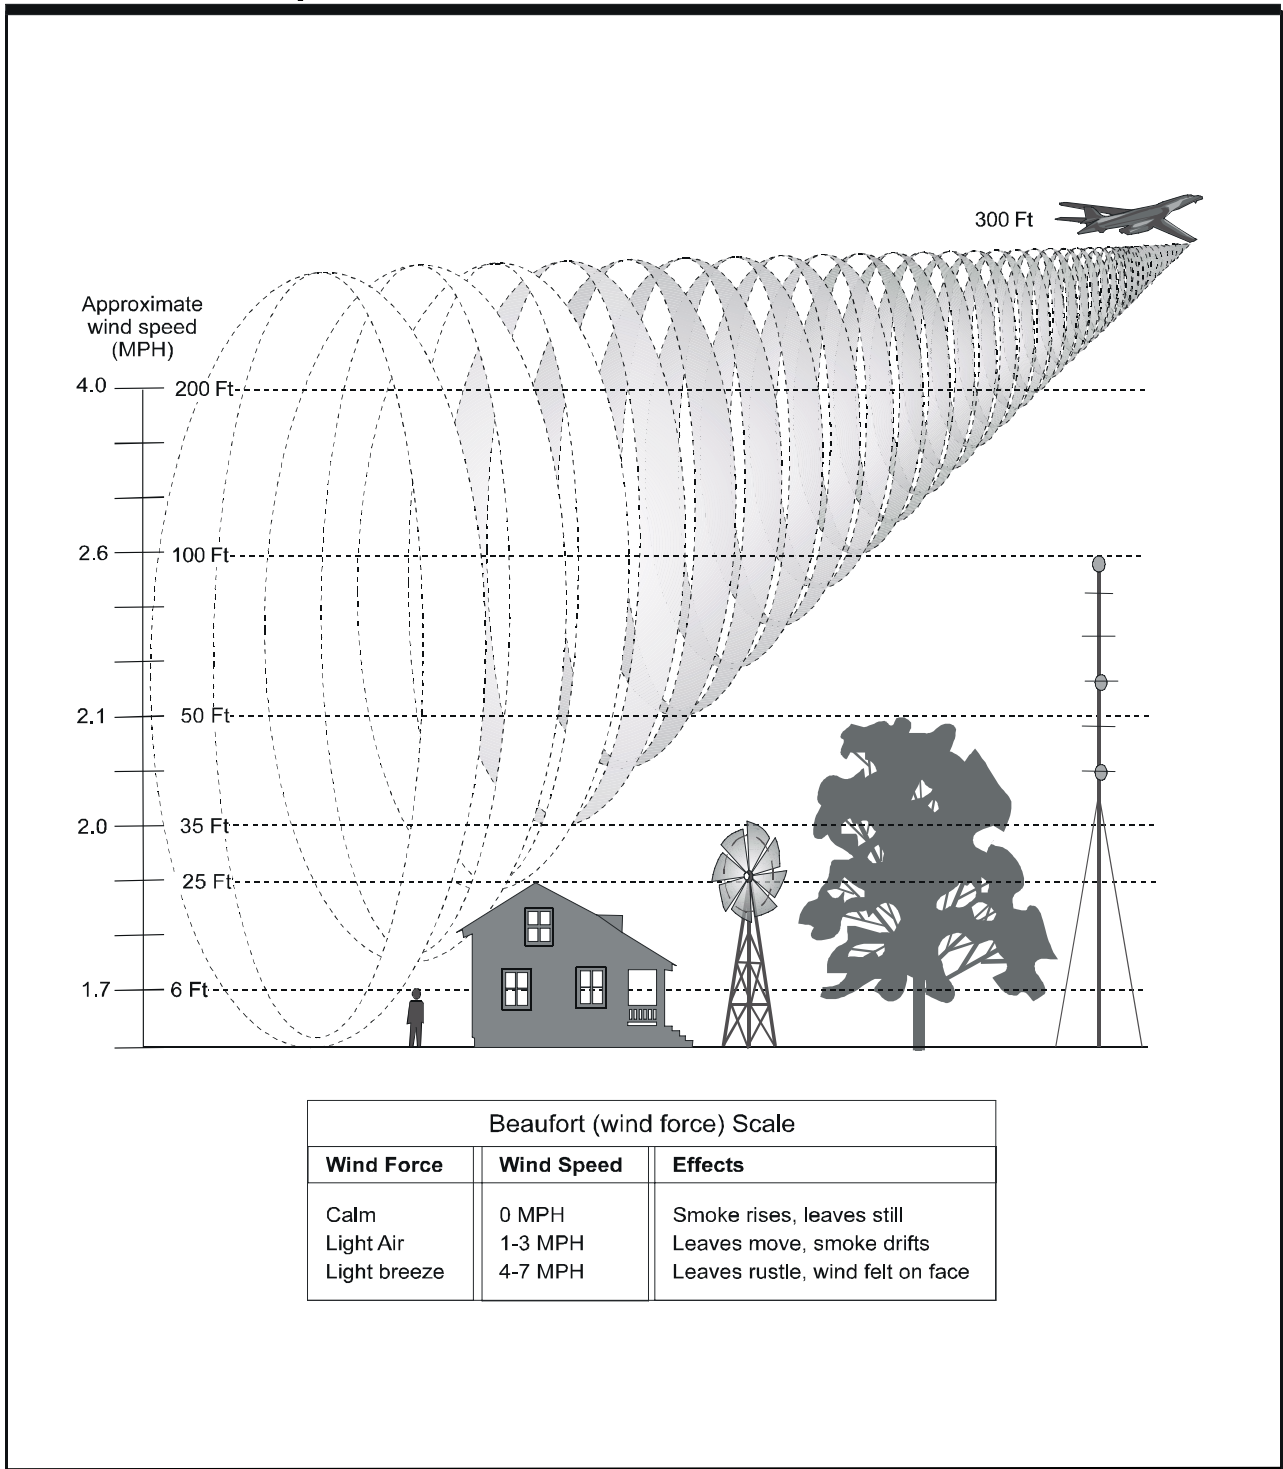 300 Ft
Approximate
wind speed
(MPH)
4.0 200 Ft
2.6 100 Ft
2.1 50 Ft
2.0 35 Ft
25 Ft
1.7 6 Ft
Beaufort (wind force) Scale
Wind Force Wind Speed Effects
Calm 0 MPH Smoke rises, leaves still
Light Air 1-3 MPH Leaves move, smoke drifts
Light breeze 4-7 MPH Leaves rustle, wind felt on face